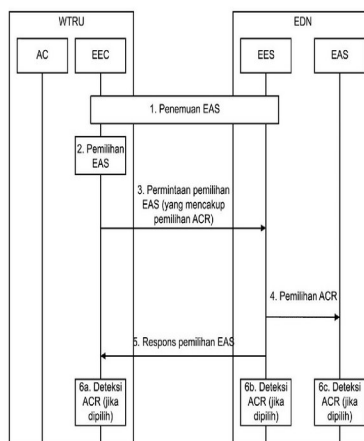 WTRU
EDN
AC
EEC
EES
EAS
1. Penemuan EAS
2. Pemilihan
EAS
3. Permintaan pemilihan
EAS (yang mencakup
pemilihan ACR)
4. Pemilihan ACR
5. Respons pemilihan EAS
6a. Deteksi
ACR (jika
dipilih)
6b. Deteksi
ACR (jika
dipilih)
6c. Deteksi
ACR (jika
dipilih)